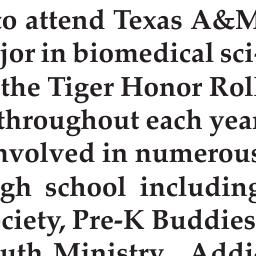 to attend Texas A&M
jor in biomedical sci-
the Tiger Honor Roll
throughout each year
nvolved in numerous
gh school including
ciety, Pre-K Buddies
uth Ministry. Addi-